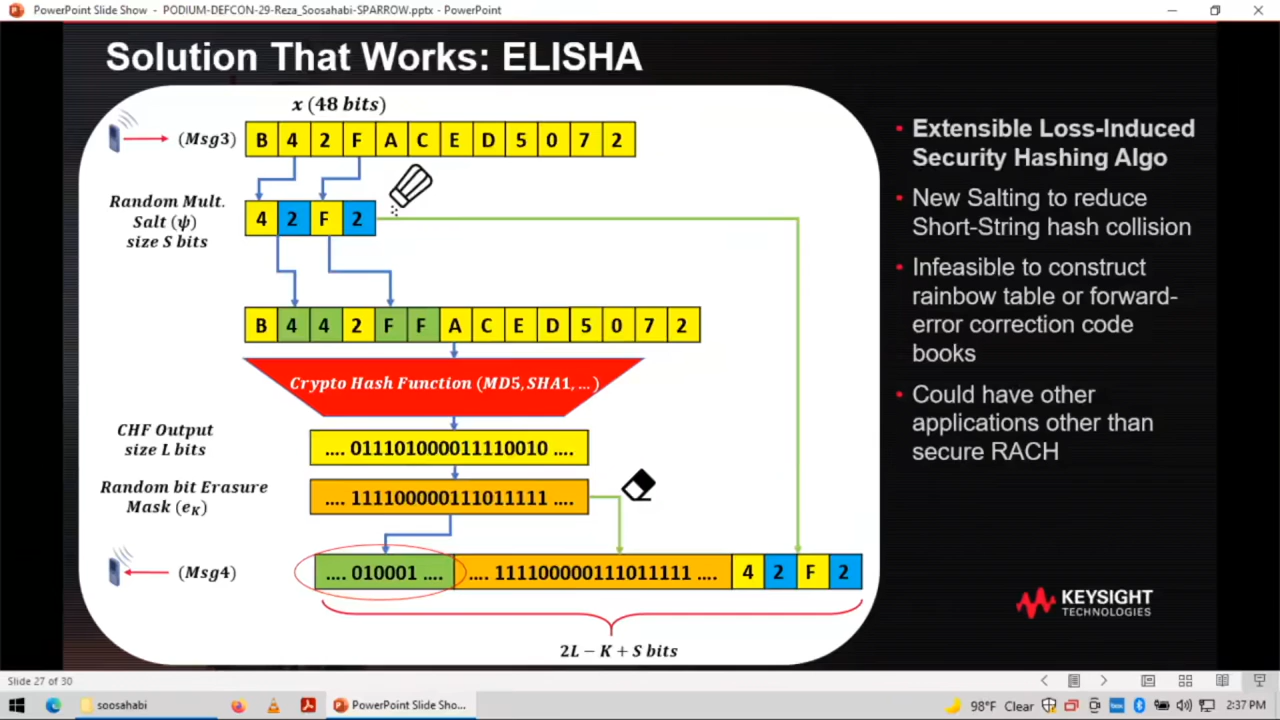 PowerPoint Slide Show - PODIUM-DEFCON-29-Reza_Soosahabi-SPARROW.pptx - PowerPoint
Solution That Works: ELISHA
x (48 bits)
(Msg3) B 4 2 F A C E D 5 0 7 2
Random Mult.
Salt (ψ)
size S bits
4 2 F 2
B 4 4 2 F F A C E D 5 0 7 2
Crypto Hash Function (MD5, SHA1, ...)
CHF Output
size L bits
.... 011101000011110010 ....
Random bit Erasure
Mask (eK)
.... 111100000111011111 ....
(Msg4) .... 010001 .... .... 111100000111011111 .... 4 2 F 2
2L − K + S bits
• Extensible Loss-Induced
Security Hashing Algo
• New Salting to reduce
Short-String hash collision
• Infeasible to construct
rainbow table or forward-
error correction code
books
• Could have other
applications other than
secure RACH
KEYSIGHT
TECHNOLOGIES
Slide 27 of 30
soosahabi
PowerPoint Slide Sho...
98°F Clear
2:37 PM